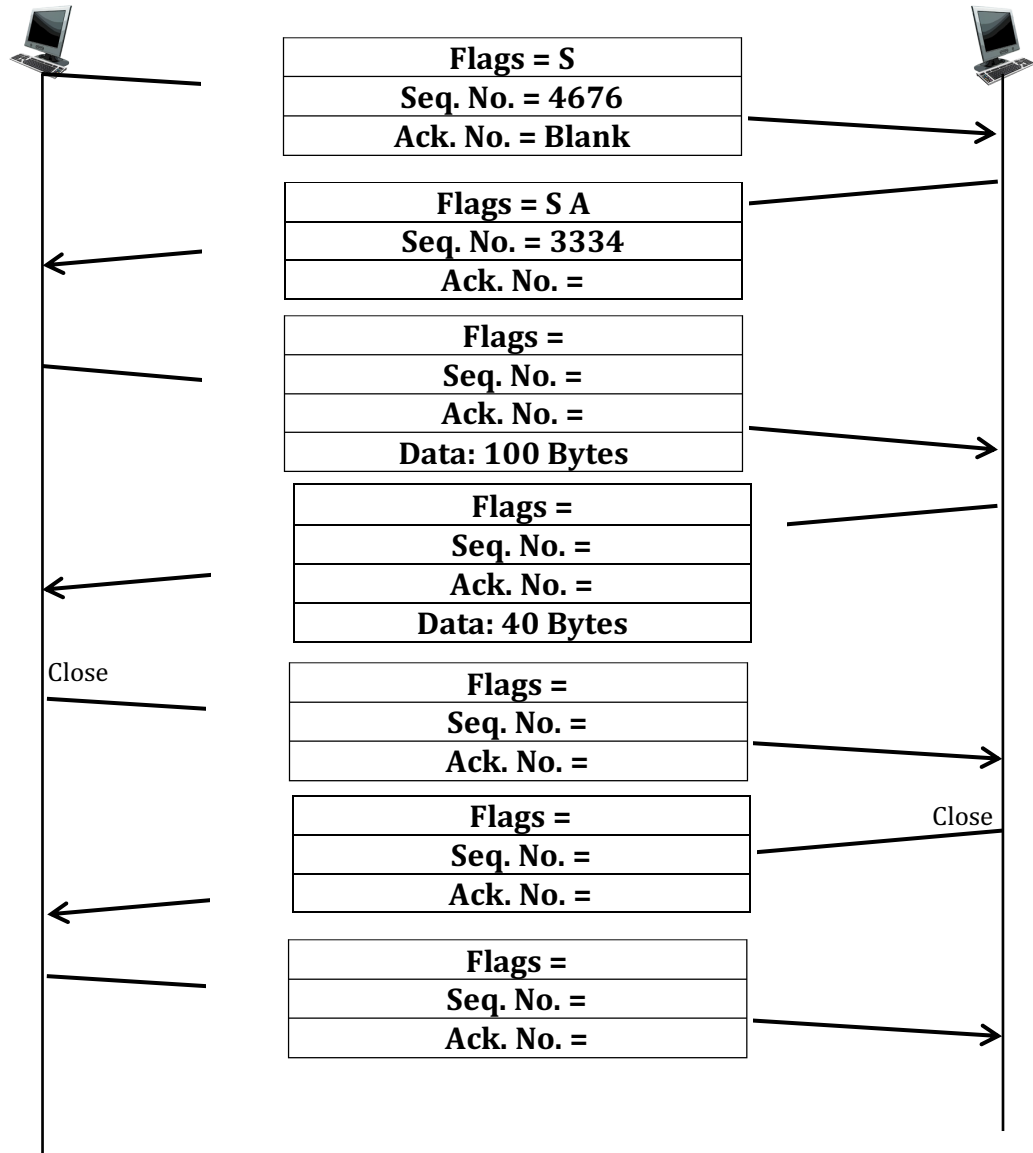 Flags = S
Seq. No. = 4676
Ack. No. = Blank
Flags = S A
Seq. No. = 3334
Ack. No. =
Flags =
Seq. No. =
Ack. No. =
Data: 100 Bytes
Flags =
Seq. No. =
Ack. No. =
Data: 40 Bytes
Close
Flags =
Seq. No. =
Ack. No. =
Close
Flags =
Seq. No. =
Ack. No. =
Flags =
Seq. No. =
Ack. No. =